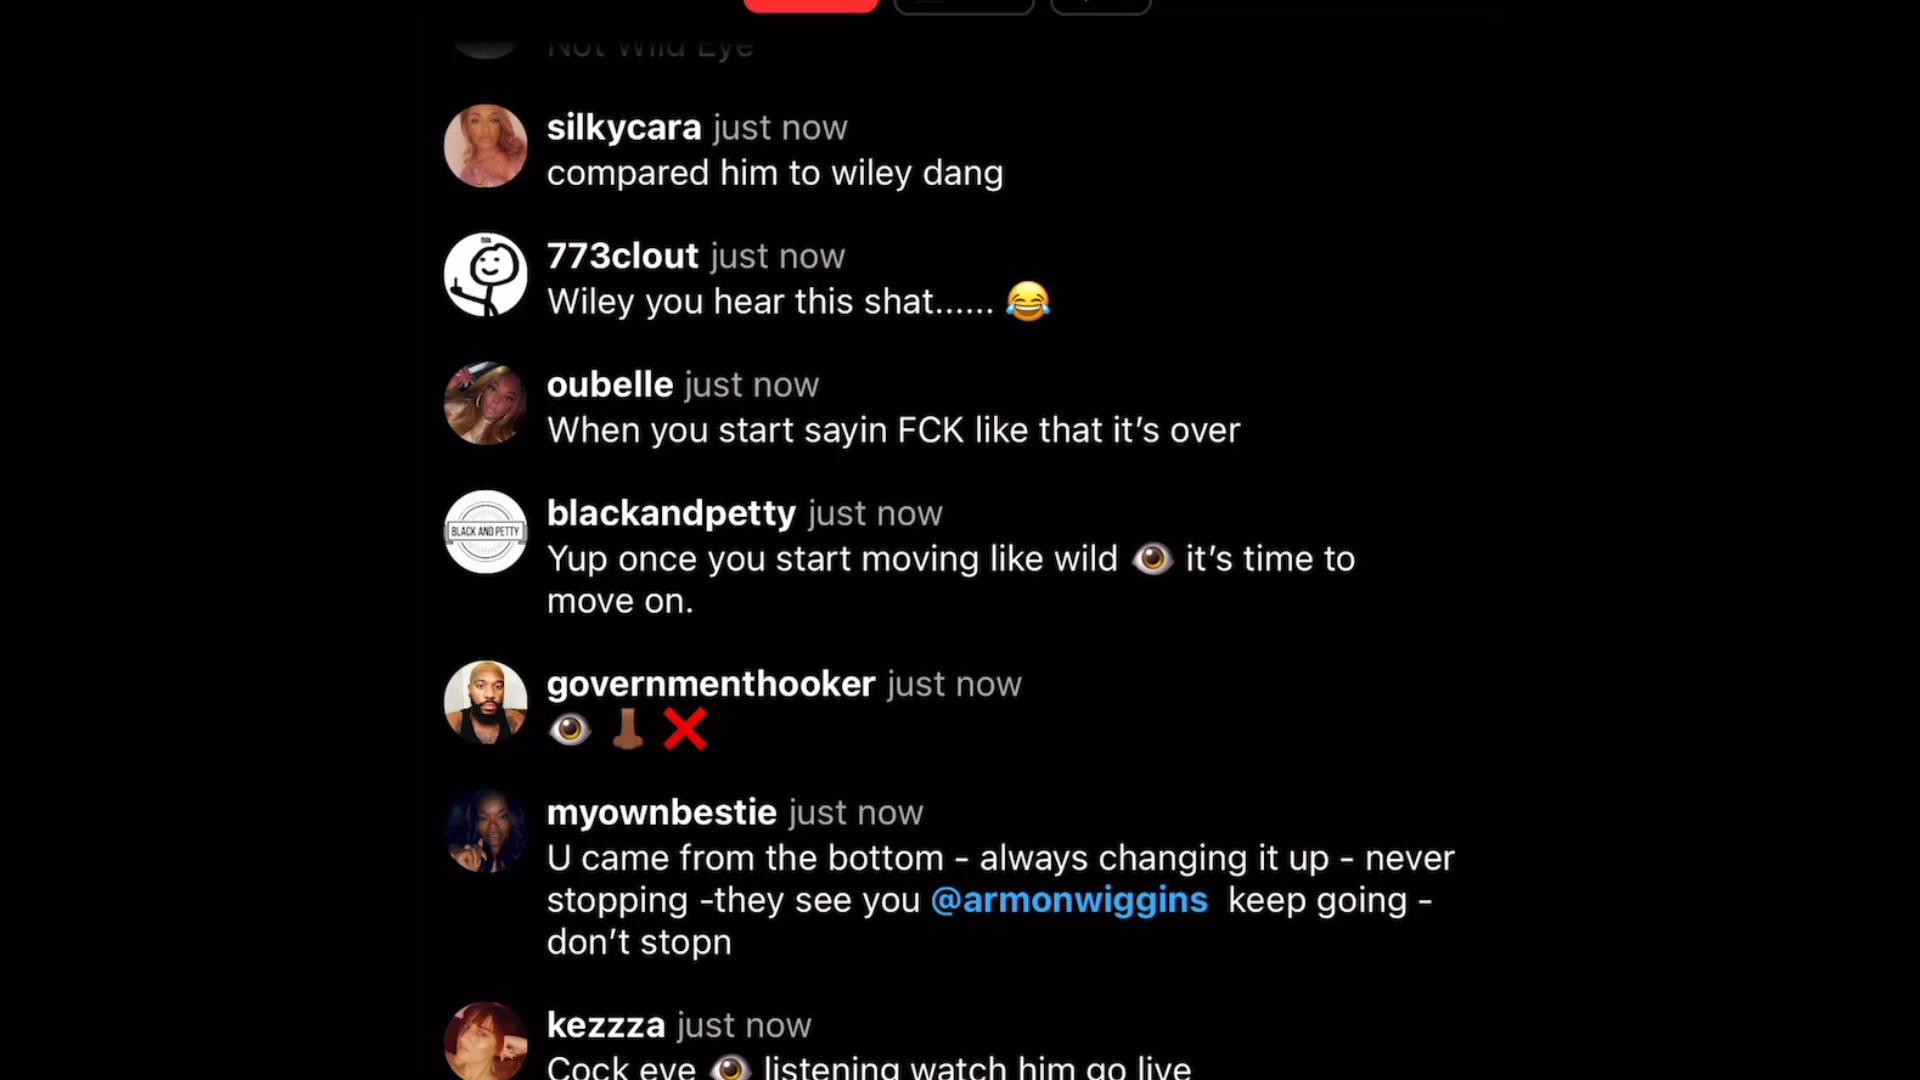 Not Wild Eye
silkycara just now
compared him to wiley dang
773clout just now
Wiley you hear this shat...... 😂
oubelle just now
When you start sayin FCK like that it’s over
BLACK AND PETTY
blackandpetty just now
Yup once you start moving like wild 👁️ it’s time to
move on.
governmenthooker just now
👁️ 👃🏾 ❌
myownbestie just now
U came from the bottom - always changing it up - never
stopping -they see you @armonwiggins keep going -
don’t stopn
kezzza just now
Cock eye 👁️ listening watch him go live